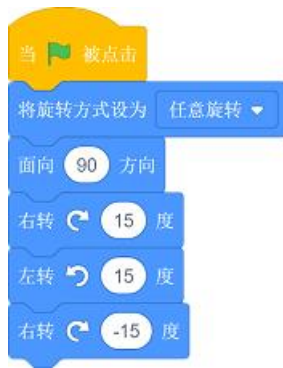 当 被点击
将旋转方式设为 任意旋转
面向 90 方向
右转 15 度
左转 15 度
右转 -15 度